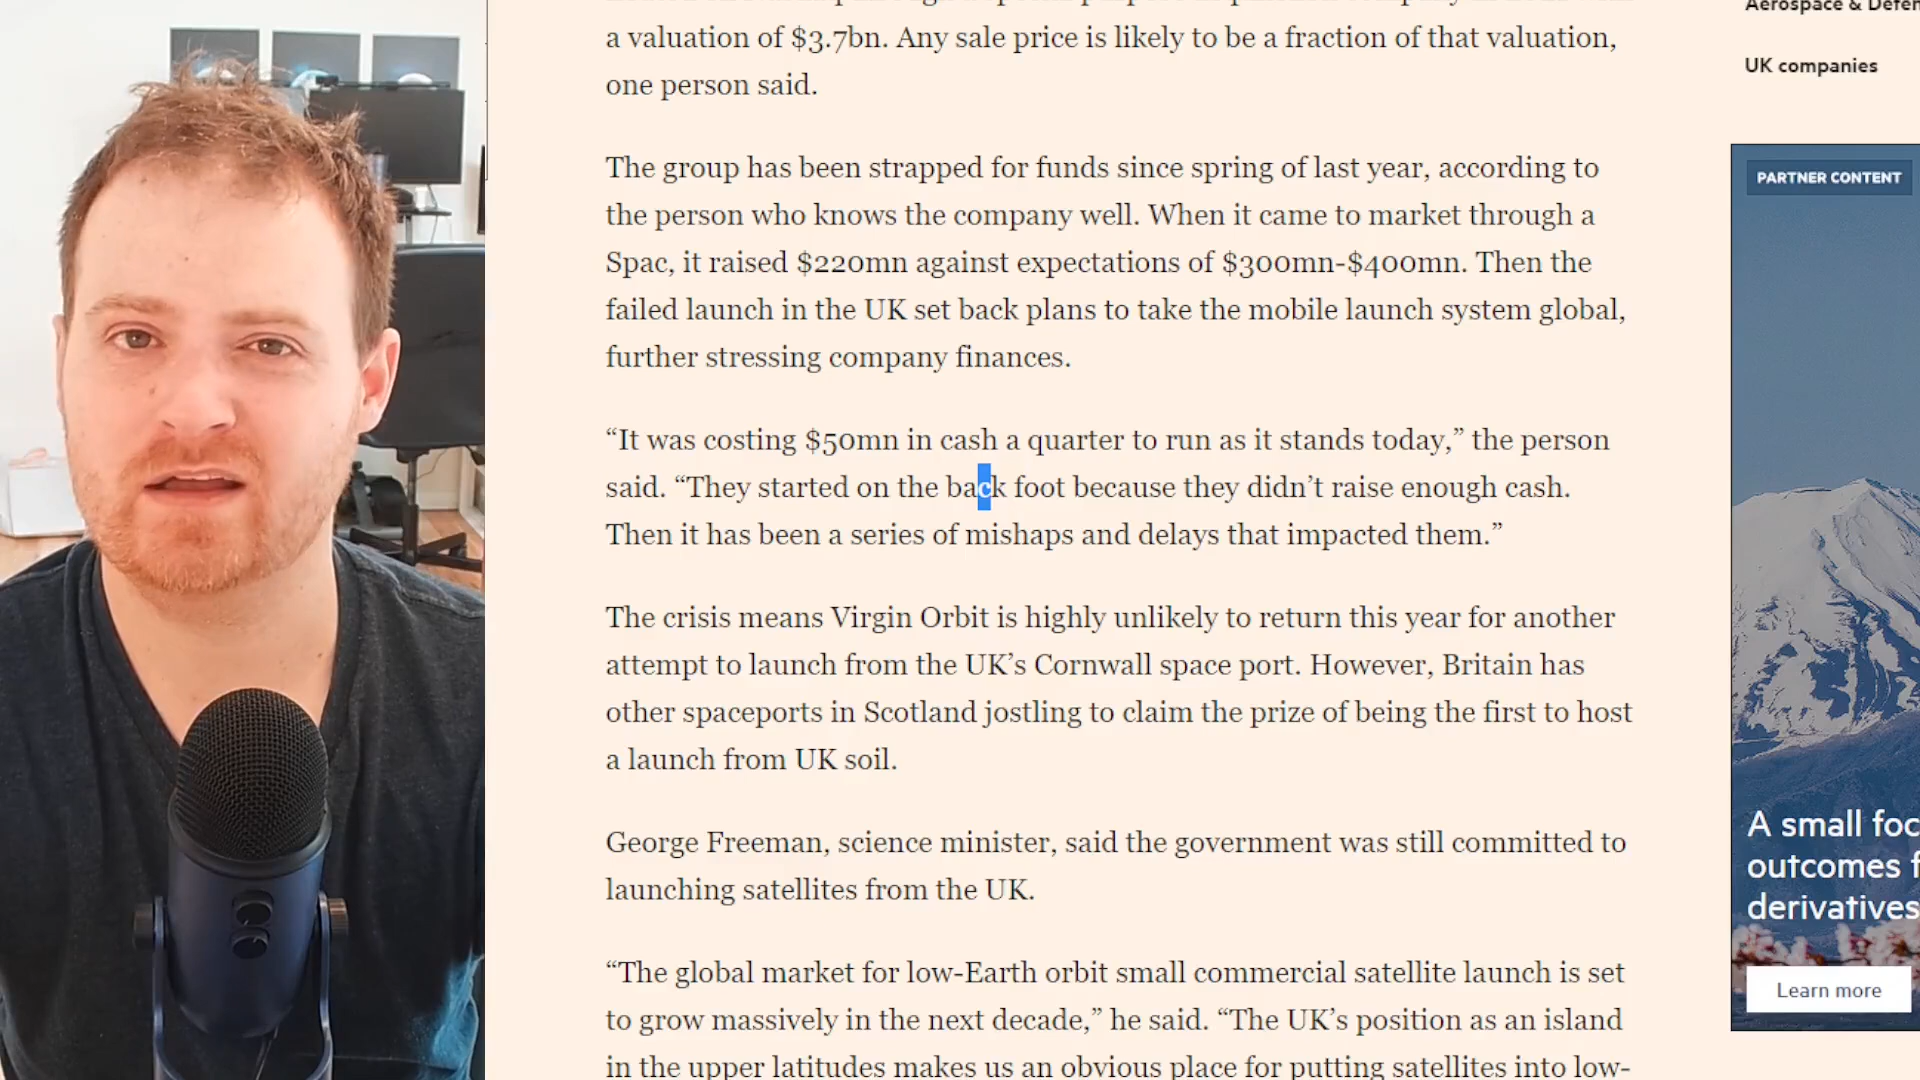 a valuation of $3.7bn. Any sale price is likely to be a fraction of that valuation,
one person said.
The group has been strapped for funds since spring of last year, according to
the person who knows the company well. When it came to market through a
Spac, it raised $220mn against expectations of $300mn-$400mn. Then the
failed launch in the UK set back plans to take the mobile launch system global,
further stressing company finances.
“It was costing $50mn in cash a quarter to run as it stands today,” the person
said. “They started on the back foot because they didn’t raise enough cash.
Then it has been a series of mishaps and delays that impacted them.”
The crisis means Virgin Orbit is highly unlikely to return this year for another
attempt to launch from the UK’s Cornwall space port. However, Britain has
other spaceports in Scotland jostling to claim the prize of being the first to host
a launch from UK soil.
George Freeman, science minister, said the government was still committed to
launching satellites from the UK.
“The global market for low-Earth orbit small commercial satellite launch is set
to grow massively in the next decade,” he said. “The UK’s position as an island
in the upper latitudes makes us an obvious place for putting satellites into low-
Aerospace & Defen
UK companies
PARTNER CONTENT
A small foc
outcomes f
derivatives
Learn more